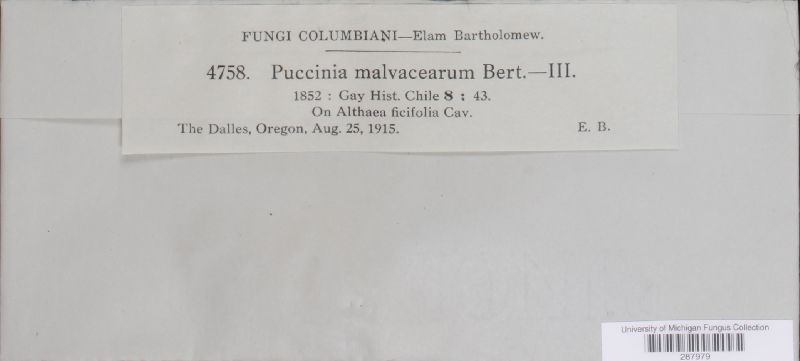 FUNGI COLUMBIANI—Elam Bartholomew.
4758. Puccinia malvacearum Bert.—III.
1852 : Gay Hist. Chile 8 : 43.
On Althaea ficifolia Cav.
The Dalles, Oregon, Aug. 25, 1915. E. B.
University of Michigan Fungus Collection
287979